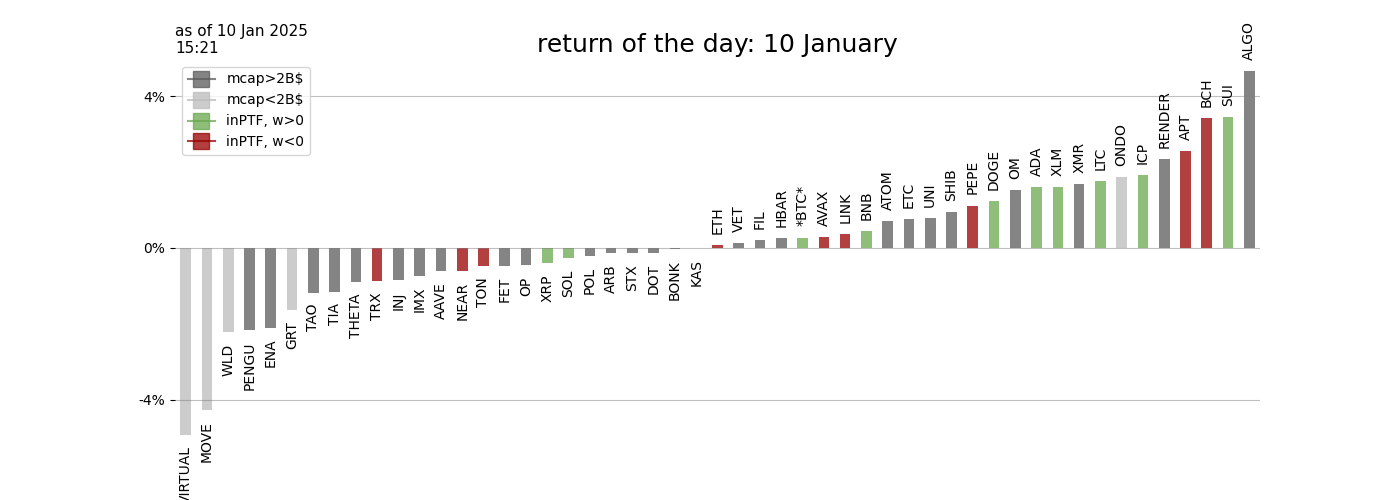 as of 10 Jan 2025
15:21
return of the day: 10 January
mcap>2B$
mcap<2B$
inPTF, w>0
inPTF, w<0
4%
0%
-4%
VIRTUAL
MOVE
WLD
PENGU
ENA
GRT
TAO
TIA
THETA
TRX
INJ
IMX
AAVE
NEAR
TON
FET
OP
XRP
SOL
POL
ARB
STX
DOT
BONK
KAS
ETH
VET
FIL
HBAR
*BTC*
AVAX
LINK
BNB
ATOM
ETC
UNI
SHIB
PEPE
DOGE
OM
ADA
XLM
XMR
LTC
ONDO
ICP
RENDER
APT
BCH
SUI
ALGO